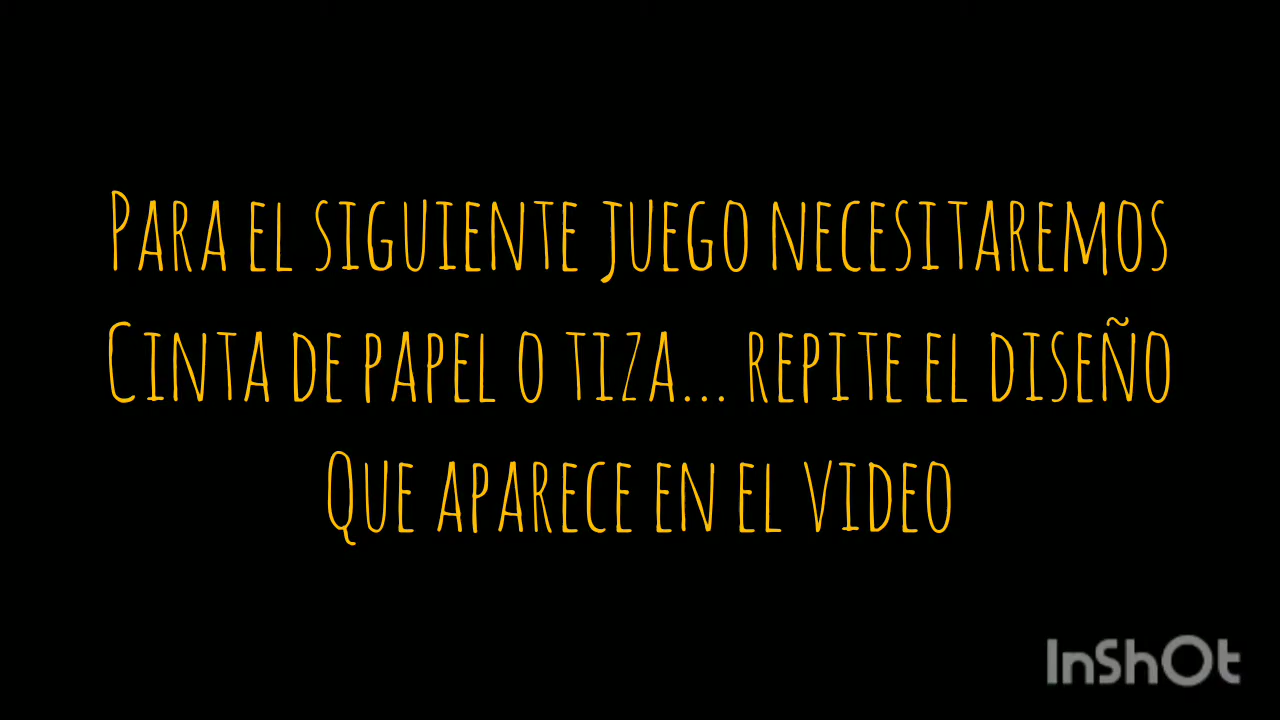 Para el siguiente juego necesitaremos
Cinta de papel o tiza... repite el diseño
Que aparece en el video
InShOt